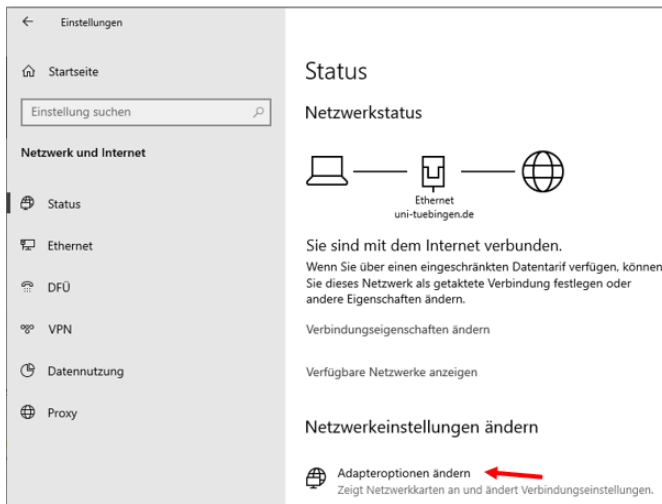 Einstellungen
Startseite
Einstellung suchen
Netzwerk und Internet
Status
Ethernet
DFÜ
VPN
Datennutzung
Proxy
Status
Netzwerkstatus
Ethernet
uni-tuebingen.de
Sie sind mit dem Internet verbunden.
Wenn Sie über einen eingeschränkten Datentarif verfügen, können
Sie dieses Netzwerk als getaktete Verbindung festlegen oder
andere Eigenschaften ändern.
Verbindungseigenschaften ändern
Verfügbare Netzwerke anzeigen
Netzwerkeinstellungen ändern
Adapteroptionen ändern
Zeigt Netzwerkkarten an und ändert Verbindungseinstellungen.